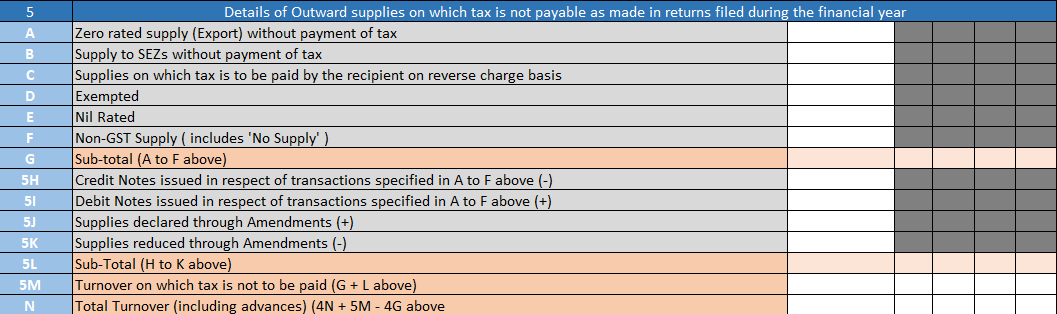 5 Details of Outward supplies on which tax is not payable as made in returns filed during the financial year
A Zero rated supply (Export) without payment of tax
B Supply to SEZs without payment of tax
C Supplies on which tax is to be paid by the recipient on reverse charge basis
D Exempted
E Nil Rated
F Non-GST Supply ( includes 'No Supply' )
G Sub-total (A to F above)
5H Credit Notes issued in respect of transactions specified in A to F above (-)
5I Debit Notes issued in respect of transactions specified in A to F above (+)
5J Supplies declared through Amendments (+)
5K Supplies reduced through Amendments (-)
5L Sub-Total (H to K above)
5M Turnover on which tax is not to be paid (G + L above)
N Total Turnover (including advances) (4N + 5M - 4G above